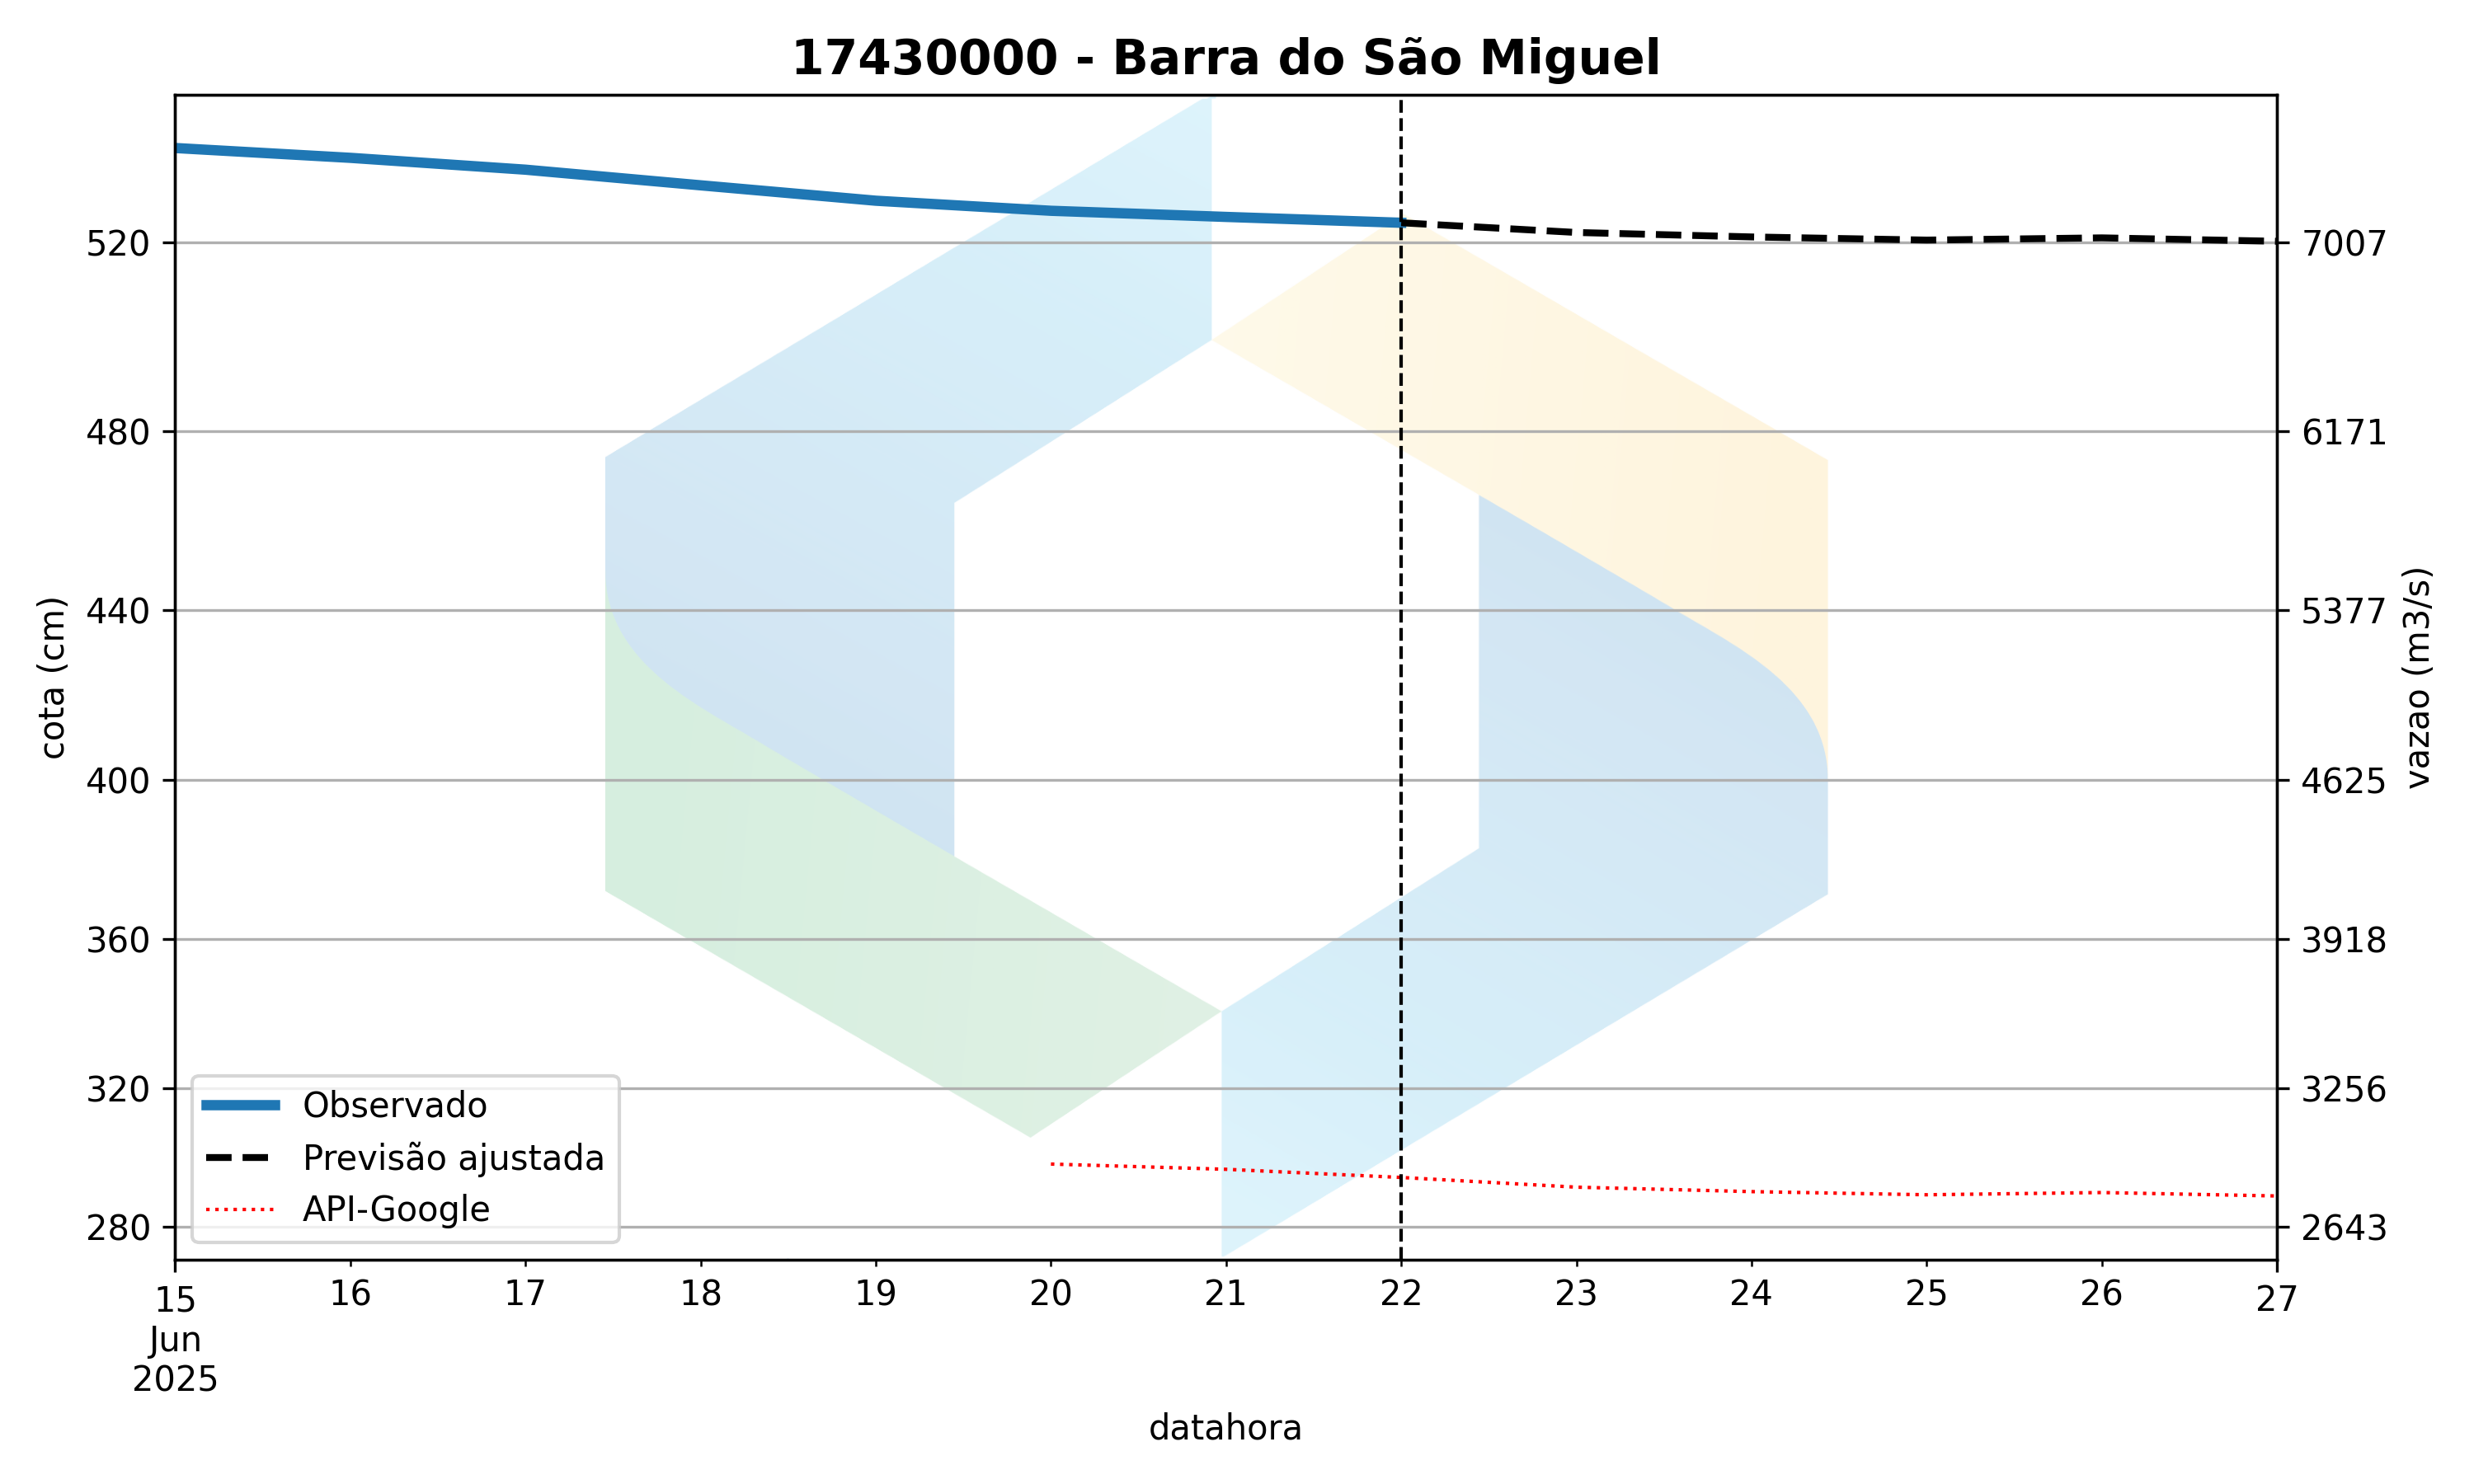 17430000 - Barra do São Miguel
520
480
440
400
360
320
280
cota (cm)
7007
6171
5377
4625
3918
3256
2643
vazao (m3/s)
Observado
Previsão ajustada
API-Google
15 16 17 18 19 20 21 22 23 24 25 26 27
Jun
2025
datahora